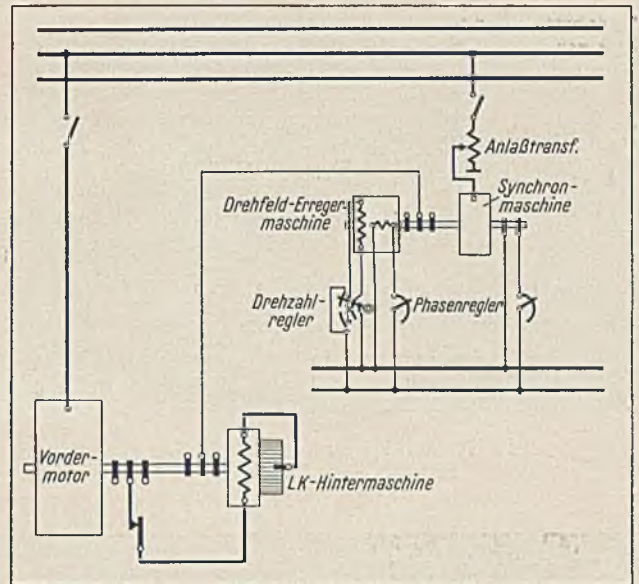 Anlaßtransf.
Synchron-
maschine
Drehfeld-Erreger-
maschine
Drehzahl-
regler
Phasenregler
Vorder-
motor
LK-Hintermaschine